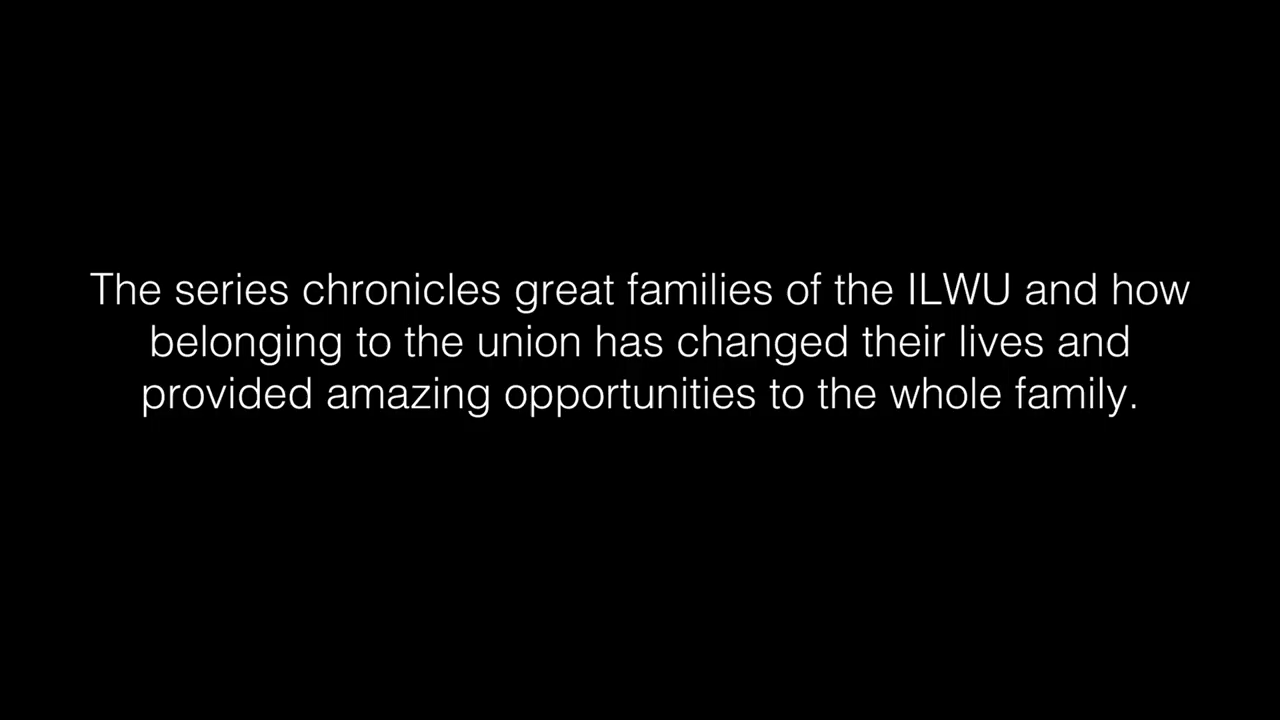 The series chronicles great families of the ILWU and how
belonging to the union has changed their lives and
provided amazing opportunities to the whole family.